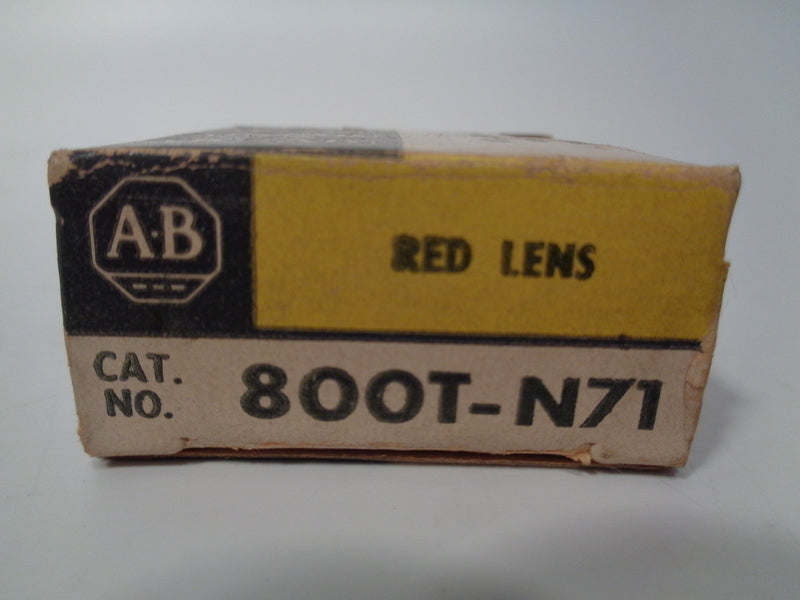 A·B
RED LENS
CAT.
NO.
800T-N71